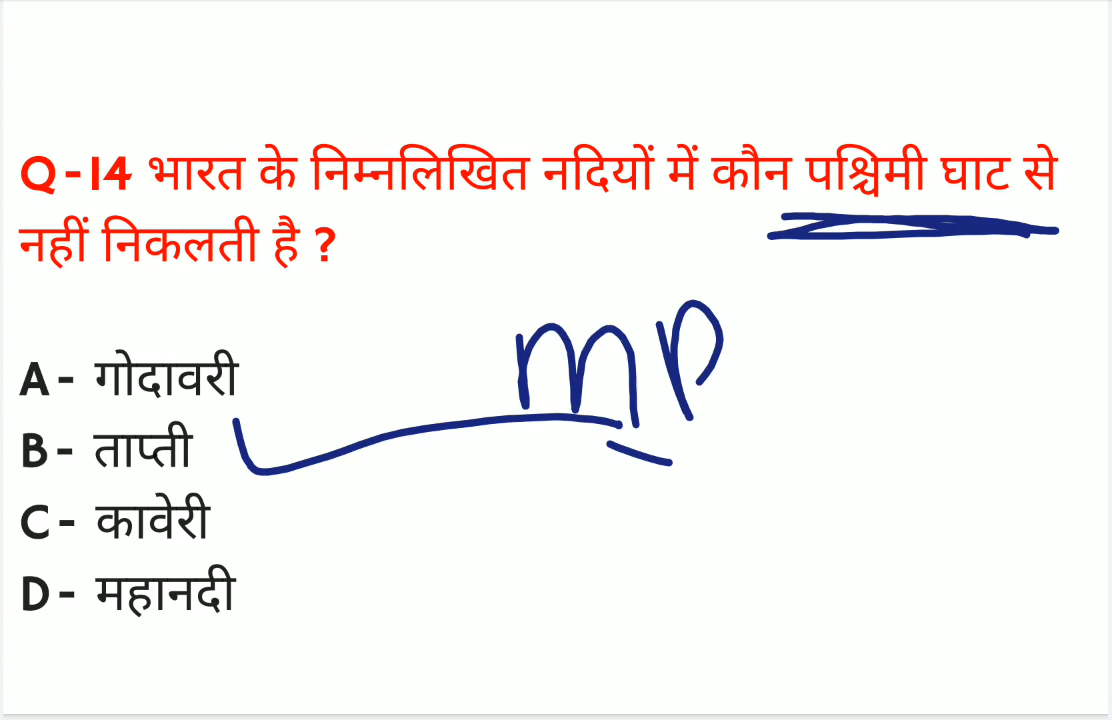 Q-14 भारत के निम्नलिखित नदियों में कौन पश्चिमी घाट से
नहीं निकलती है ?
MP
A- गोदावरी
B- ताप्ती
C- कावेरी
D- महानदी